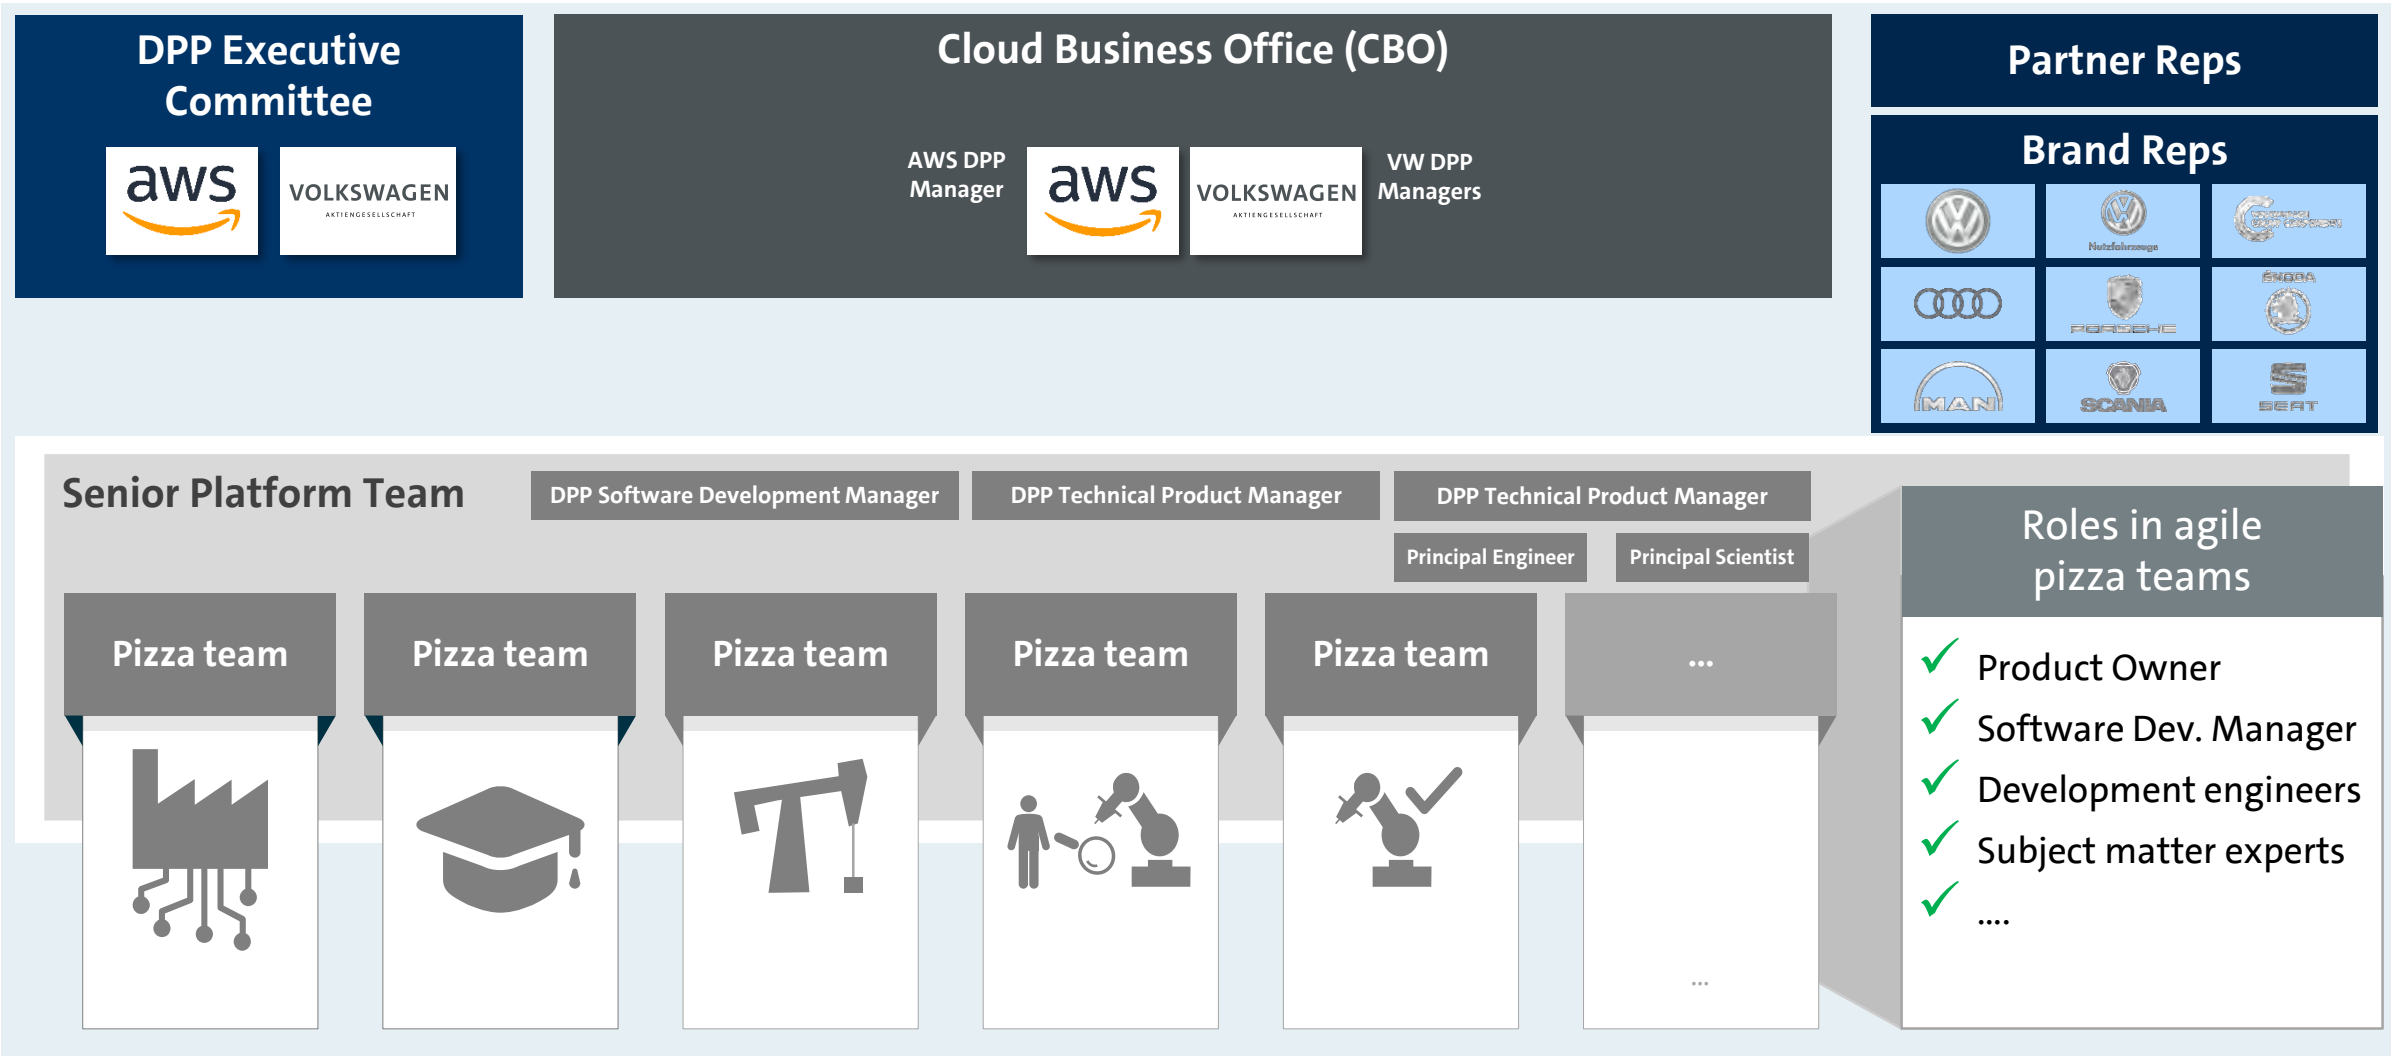 DPP Executive
Committee
aws
VOLKSWAGEN
AKTIENGESELLSCHAFT
Cloud Business Office (CBO)
AWS DPP
Manager
aws
VOLKSWAGEN
AKTIENGESELLSCHAFT
VW DPP
Managers
Partner Reps
Brand Reps
Nutzfahrzeuge
PORSCHE
ŠKODA
MAN
SCANIA
SEAT
Senior Platform Team
DPP Software Development Manager
DPP Technical Product Manager
DPP Technical Product Manager
Principal Engineer
Principal Scientist
Pizza team
Pizza team
Pizza team
Pizza team
Pizza team
...
...
Roles in agile
pizza teams
Product Owner
Software Dev. Manager
Development engineers
Subject matter experts
....